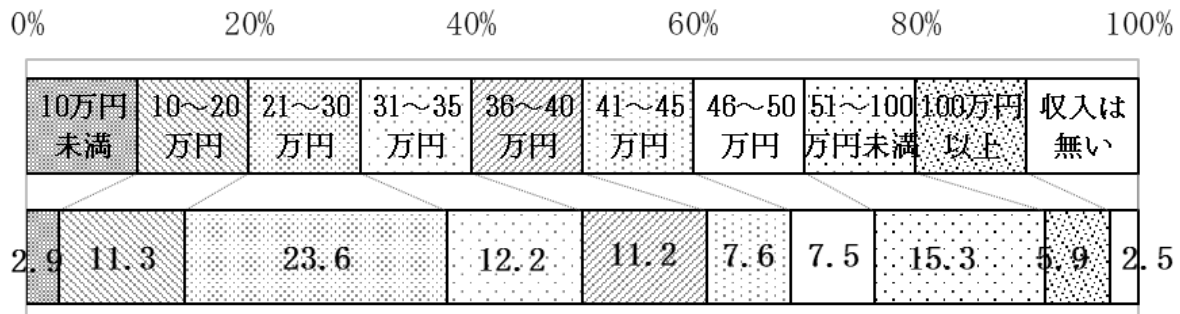 0% 20% 40% 60% 80% 100%
10万円 10～20 21～30 31～35 36～40 41～45 46～50 51～100 100万円 収入は
未満 万円 万円 万円 万円 万円 万円 万円未満 以上 無い
2.9 11.3 23.6 12.2 11.2 7.6 7.5 15.3 5.9 2.5